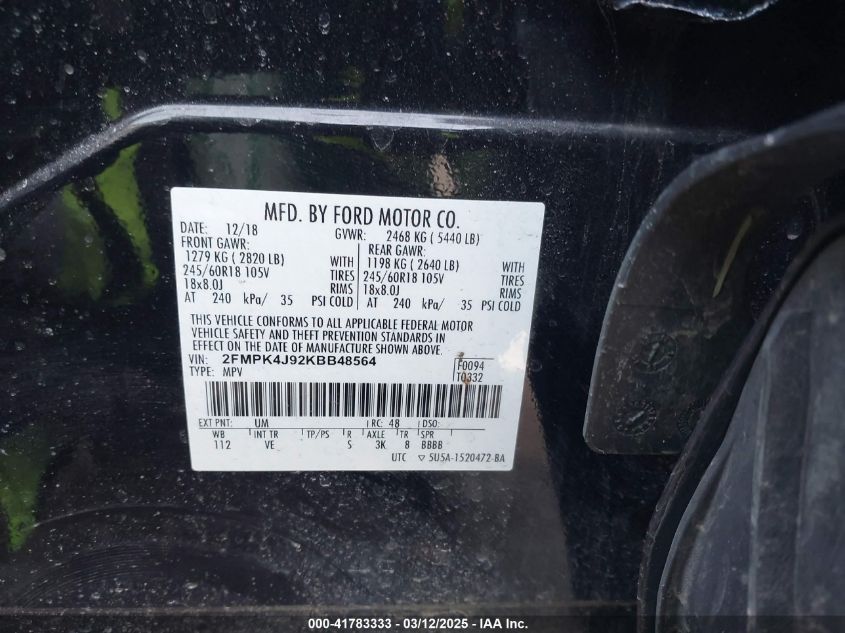 MFD. BY FORD MOTOR CO.
DATE: 12/18 GVWR: 2468 KG ( 5440 LB)
FRONT GAWR: REAR GAWR:
1279 KG ( 2820 LB) WITH 1198 KG ( 2640 LB) WITH
245/60R18 105V TIRES 245/60R18 105V TIRES
18x8.0J RIMS 18x8.0J RIMS
AT 240 kPa/ 35 PSI COLD AT 240 kPa/ 35 PSI COLD
THIS VEHICLE CONFORMS TO ALL APPLICABLE FEDERAL MOTOR
VEHICLE SAFETY AND THEFT PREVENTION STANDARDS IN
EFFECT ON THE DATE OF MANUFACTURE SHOWN ABOVE.
VIN: 2FMPK4J92KBB48564 F0094
TYPE: MPV T0332
EXT PNT: UM RC: 48 DSO:
WB INT TR TP/PS R AXLE TR SPR
112 VE S 3K 8 BBBB
UTC ▽ 5U5A-1520472-BA
000-41783333 - 03/12/2025 - IAA Inc.